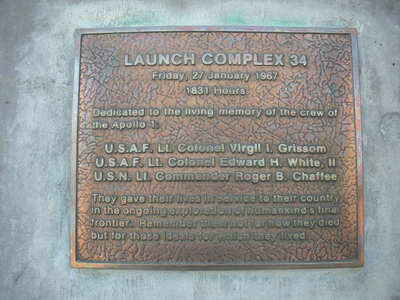 LAUNCH COMPLEX 34
Friday, 27 January 1967
1831 Hours
Dedicated to the living memory of the crew of
the Apollo 1:
U.S.A.F. Lt. Colonel Virgil I. Grissom
U.S.A.F. Lt. Colonel Edward H. White, II
U.S.N. Lt. Commander Roger B. Chaffee
They gave their lives in service to their country
in the ongoing exploration of humankind's final
frontier. Remember them not for how they died
but for those ideals for which they lived.